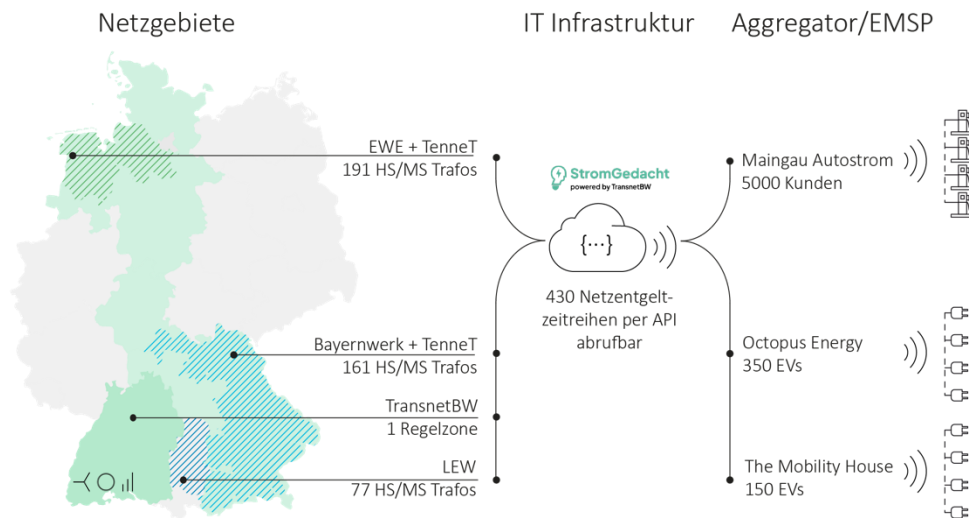 Netzgebiete
IT Infrastruktur
Aggregator/EMSP
EWE + TenneT
191 HS/MS Trafos
StromGedacht
powered by TransnetBW
{···}
430 Netzentgelt-
zeitreihen per API
abrufbar
Maingau Autostrom
5000 Kunden
Bayernwerk + TenneT
161 HS/MS Trafos
Octopus Energy
350 EVs
TransnetBW
1 Regelzone
LEW
77 HS/MS Trafos
The Mobility House
150 EVs